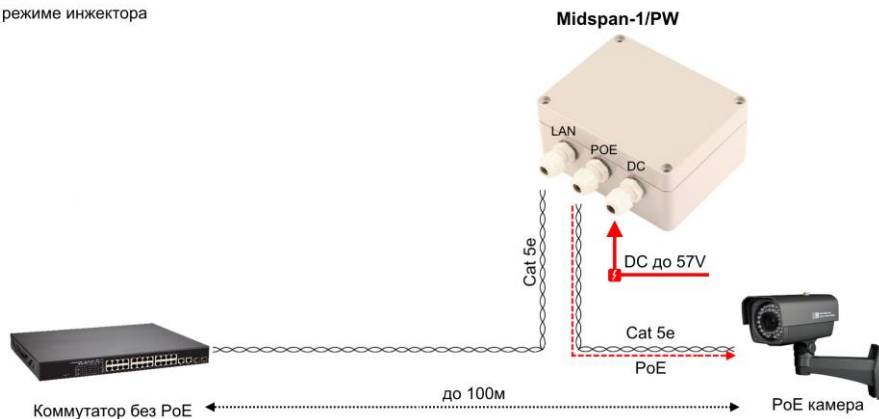 режиме инжектора
Midspan-1/PW
LAN
POE
DC
Cat 5e
DC до 57V
Cat 5e
PoE
до 100м
Коммутатор без PoE
PoE камера